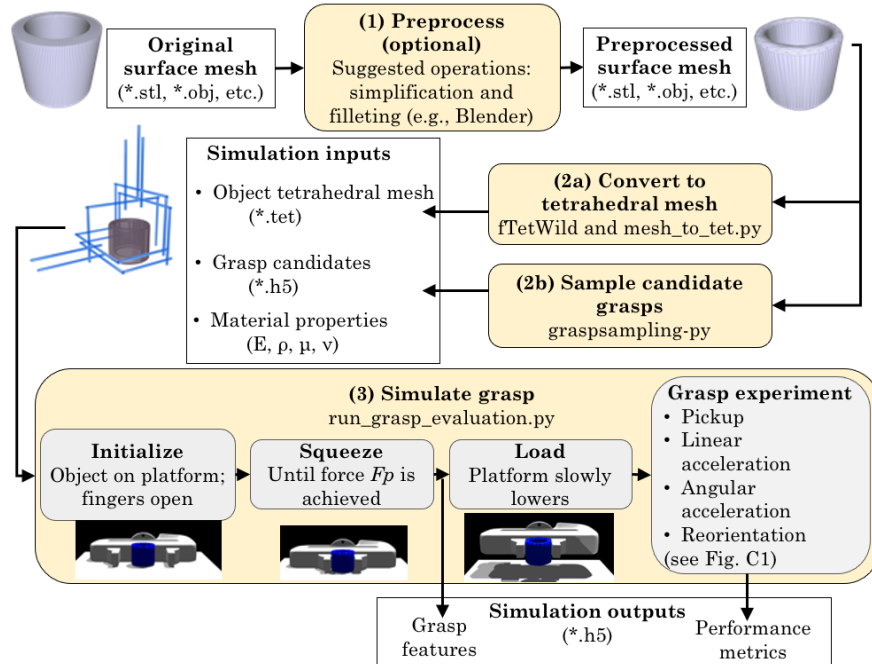 Original
surface mesh
(*.stl, *.obj, etc.)
(1) Preprocess
(optional)
Suggested operations:
simplification and
filleting (e.g., Blender)
Preprocessed
surface mesh
(*.stl, *.obj, etc.)
Simulation inputs
• Object tetrahedral mesh
(*.tet)
• Grasp candidates
(*.h5)
• Material properties
(E, ρ, μ, ν)
(2a) Convert to
tetrahedral mesh
fTetWild and mesh_to_tet.py
(2b) Sample candidate
grasps
graspsampling-py
(3) Simulate grasp
run_grasp_evaluation.py
Initialize
Object on platform;
fingers open
Squeeze
Until force Fp is
achieved
Load
Platform slowly
lowers
Grasp experiment
• Pickup
• Linear
acceleration
• Angular
acceleration
• Reorientation
(see Fig. C1)
Simulation outputs
(*.h5)
Grasp
features
Performance
metrics